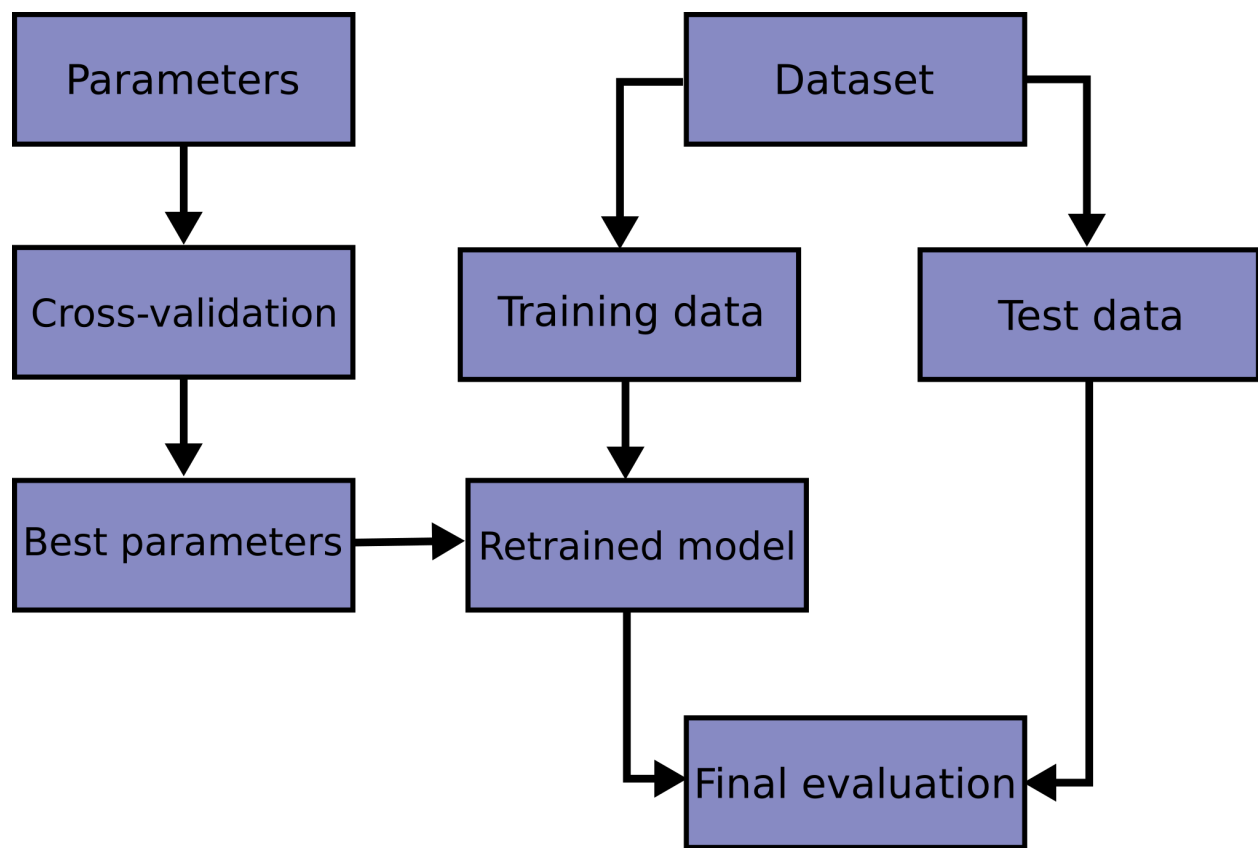 Parameters
Dataset
Cross-validation
Training data
Test data
Best parameters
Retrained model
Final evaluation